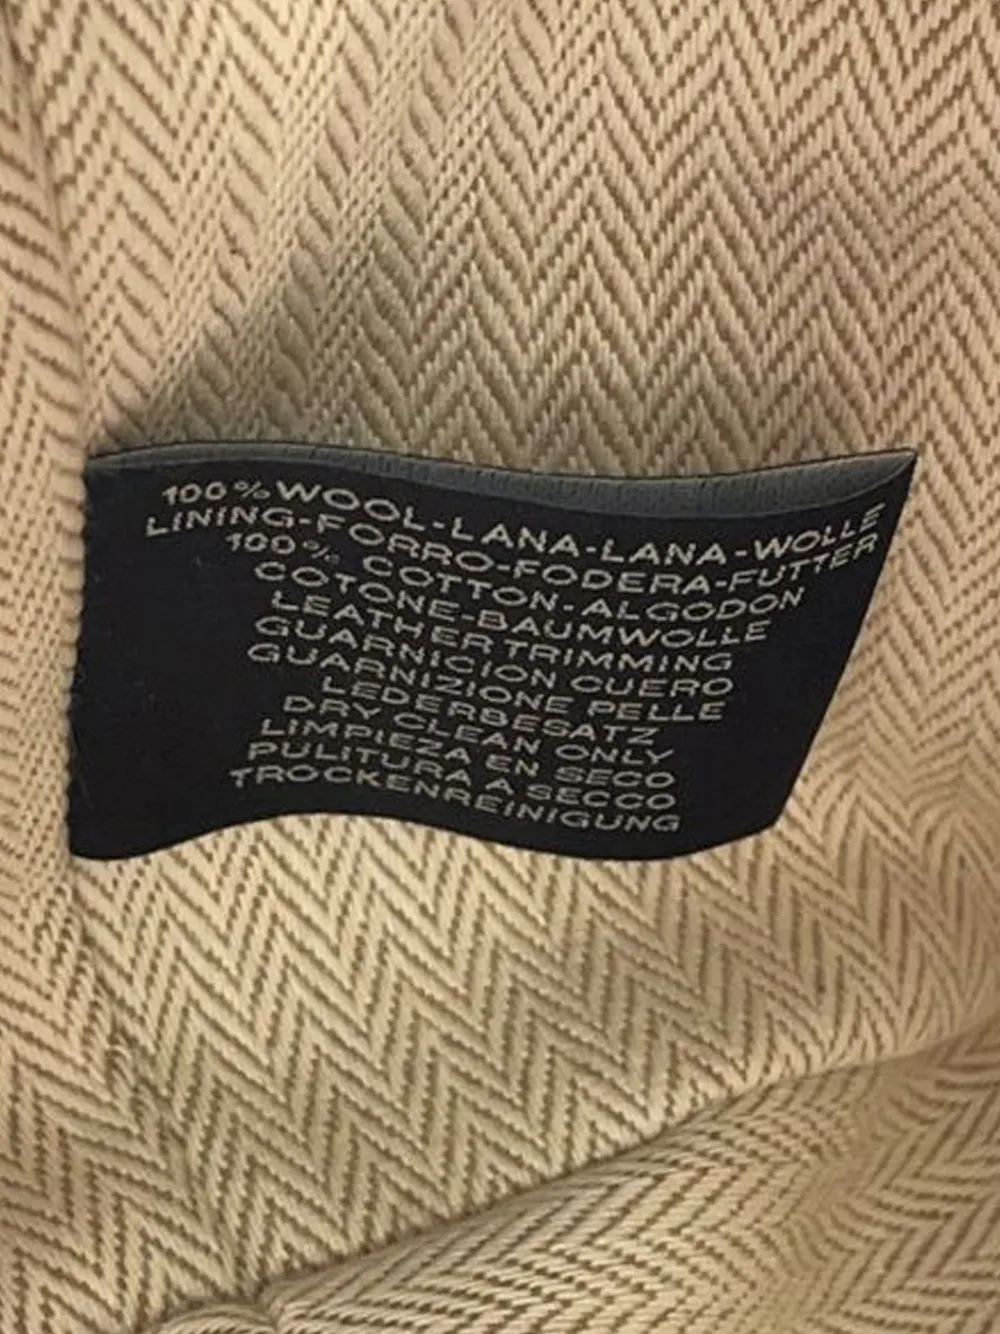 100% WOOL-LANA-LANA-WOLLE
LINING-FORRO-FODERA-FUTTER
100% COTTON-ALGODON
COTONE-BAUMWOLLE
LEATHER TRIMMING
GUARNICION CUERO
GUARNIZIONE PELLE
LEDERBESATZ
DRY CLEAN ONLY
LIMPIEZA EN SECO
PULITURA A SECCO
TROCKENREINIGUNG